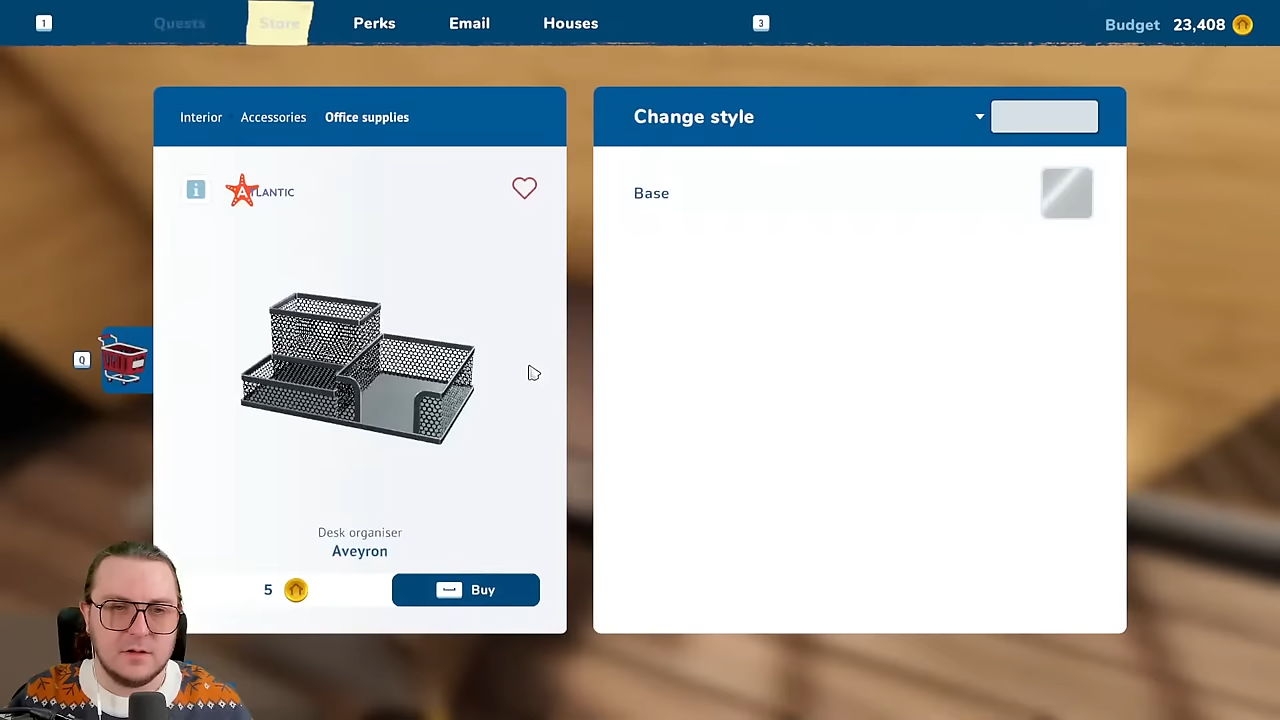 1 Quests Store Perks Email Houses 3 Budget 23,408
Interior Accessories Office supplies
Change style
i ATLANTIC
Base
Q
Desk organiser
Aveyron
5 Buy